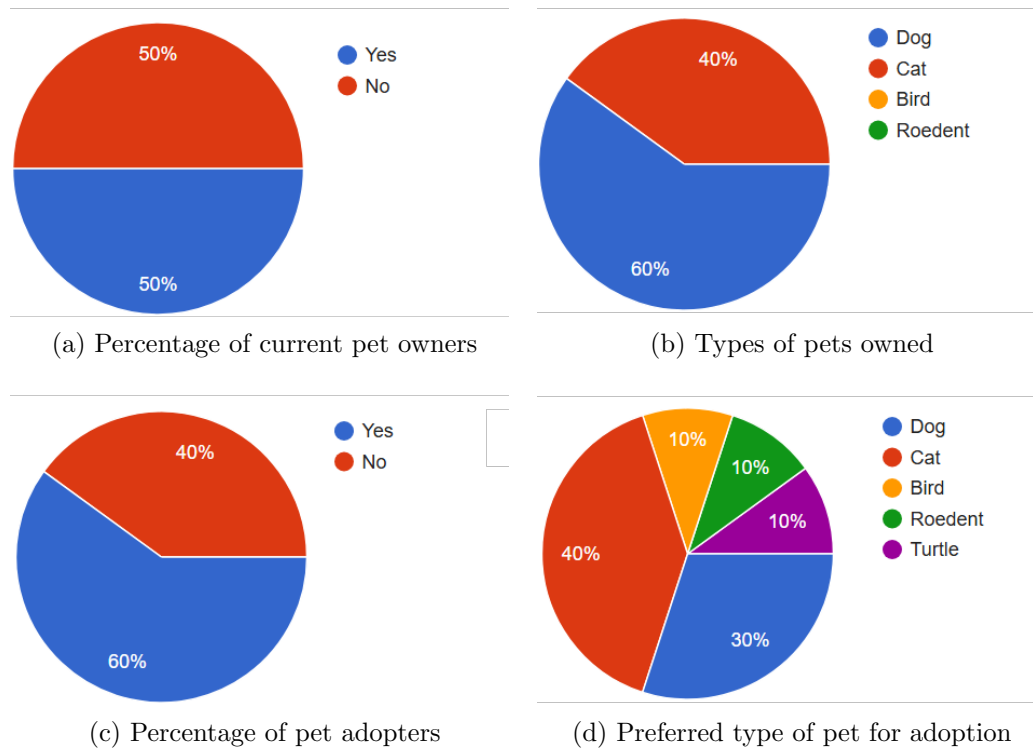 50%
50%
Yes
No
(a) Percentage of current pet owners
40%
60%
Dog
Cat
Bird
Roedent
(b) Types of pets owned
40%
60%
Yes
No
(c) Percentage of pet adopters
10%
10%
10%
40%
30%
Dog
Cat
Bird
Roedent
Turtle
(d) Preferred type of pet for adoption